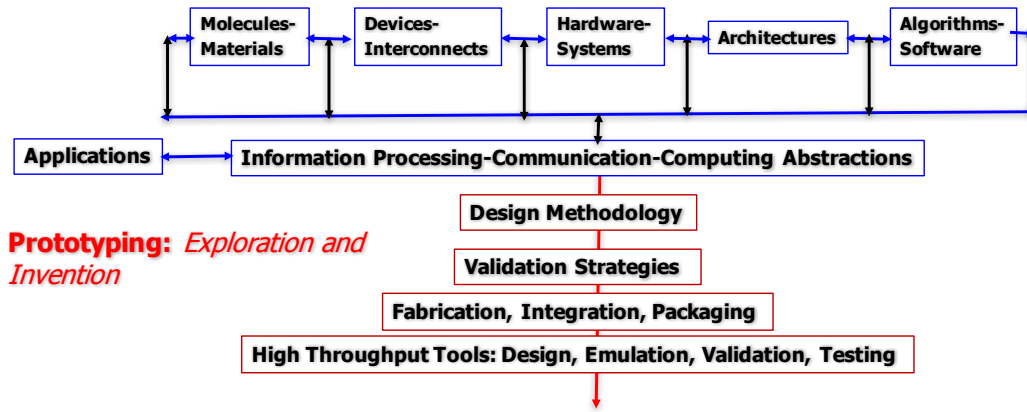 Molecules-
Materials
Devices-
Interconnects
Hardware-
Systems
Architectures
Algorithms-
Software
Applications
Information Processing-Communication-Computing Abstractions
Design Methodology
Prototyping: Exploration and
Invention
Validation Strategies
Fabrication, Integration, Packaging
High Throughput Tools: Design, Emulation, Validation, Testing